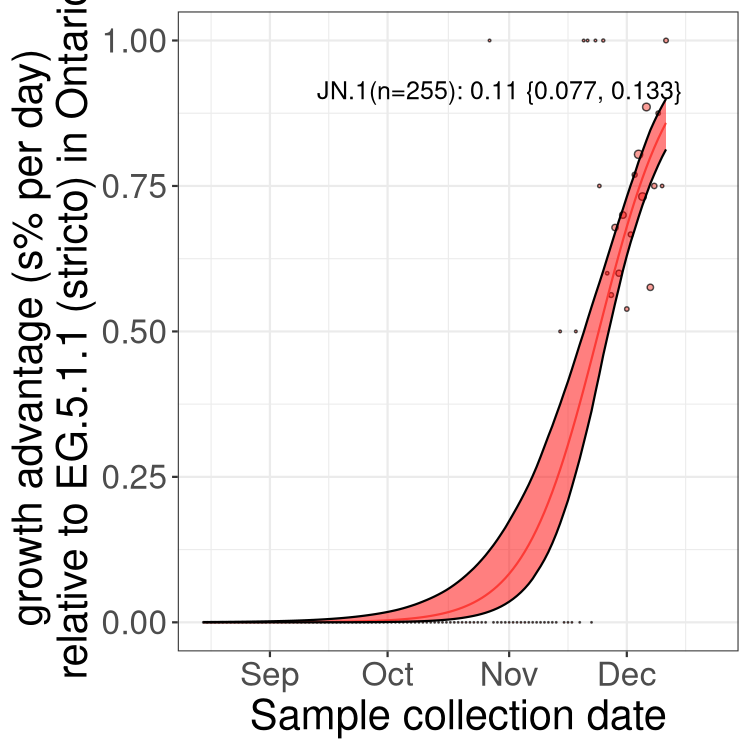 growth advantage (s% per day)
relative to EG.5.1.1 (stricto) in Ontario
1.00
0.75
0.50
0.25
0.00
JN.1(n=255): 0.11 {0.077, 0.133}
Sep Oct Nov Dec
Sample collection date